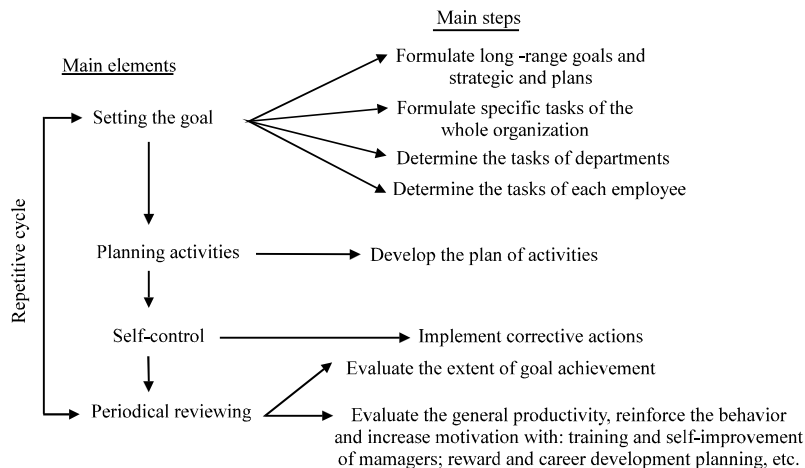 Main steps
Main elements
Formulate long -range goals and
strategic and plans
Setting the goal
Formulate specific tasks of the
whole organization
Determine the tasks of departments
Determine the tasks of each employee
Repetitive cycle
Planning activities
Develop the plan of activities
Self-control
Implement corrective actions
Evaluate the extent of goal achievement
Periodical reviewing
Evaluate the general productivity, reinforce the behavior
and increase motivation with: training and self-improvement
of mamagers; reward and career development planning, etc.